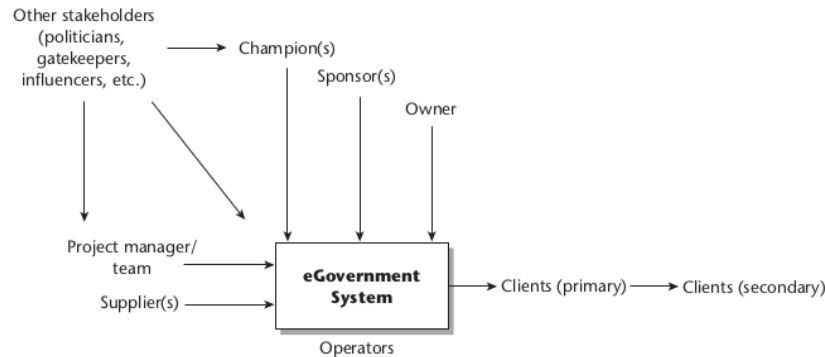 Other stakeholders
(politicians,
gatekeepers,
influencers, etc.)
Champion(s)
Sponsor(s)
Owner
Project manager/
team
Supplier(s)
eGovernment
System
Operators
Clients (primary)
Clients (secondary)